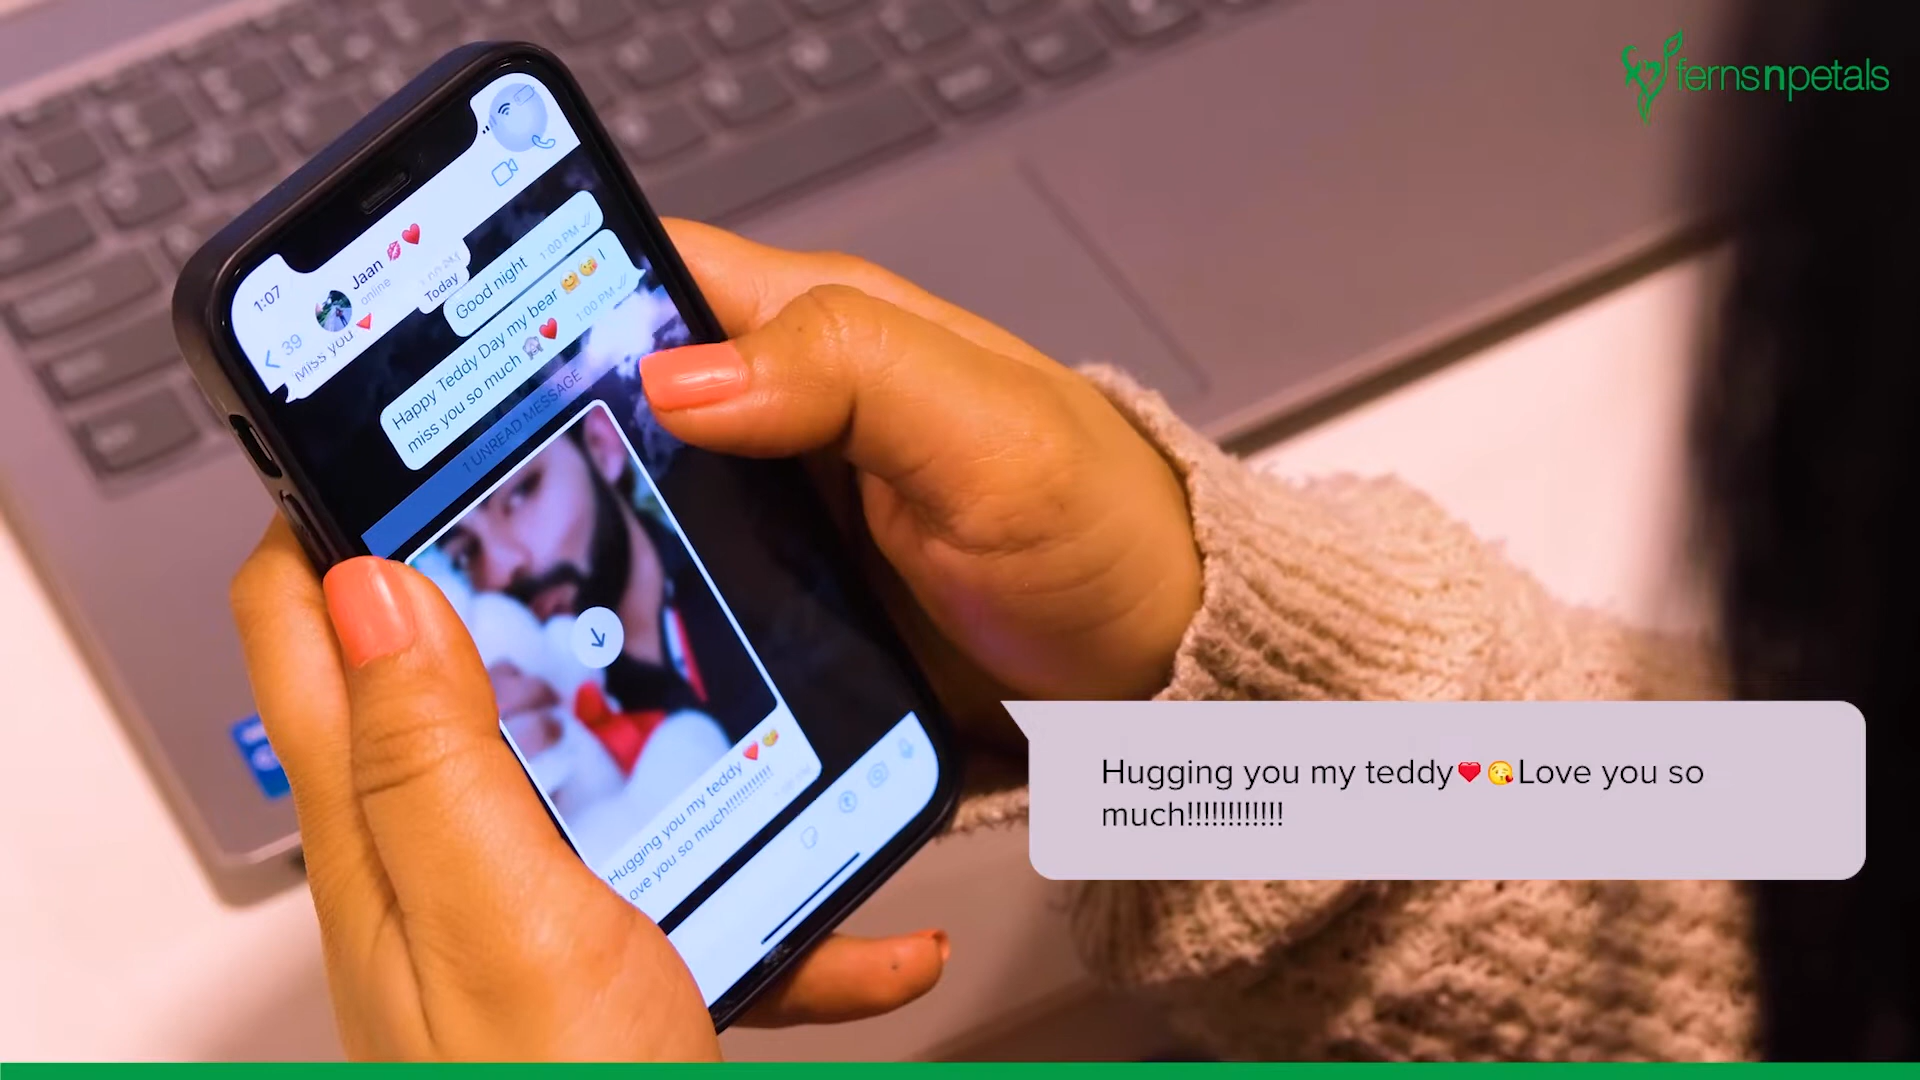 fernsnpetals
1:07
39
Jaan 💋❤️
online
Miss you ❤️
Today
Good night 1:00 PM
Happy Teddy Day my bear 🤗😘 I
miss you so much 🙈❤️ 1:00 PM
1 UNREAD MESSAGE
Hugging you my teddy ❤️😘
ove you so much!!!!!!!!!!!!
Hugging you my teddy❤️😘Love you so
much!!!!!!!!!!!!